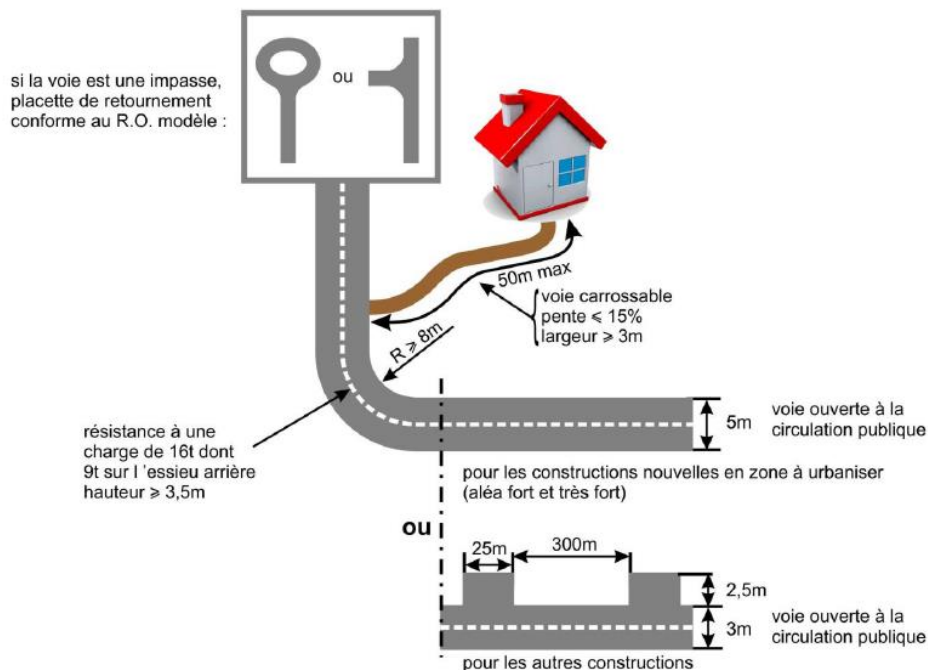 si la voie est une impasse,
placette de retournement
conforme au R.O. modèle :
ou
50m max
voie carrossable
pente ⩽ 15%
largeur ⩾ 3m
R ⩾ 8m
résistance à une
charge de 16t dont
9t sur l 'essieu arrière
hauteur ⩾ 3,5m
5m
voie ouverte à la
circulation publique
pour les constructions nouvelles en zone à urbaniser
(aléa fort et très fort)
ou
25m
300m
2,5m
3m
voie ouverte à la
circulation publique
pour les autres constructions